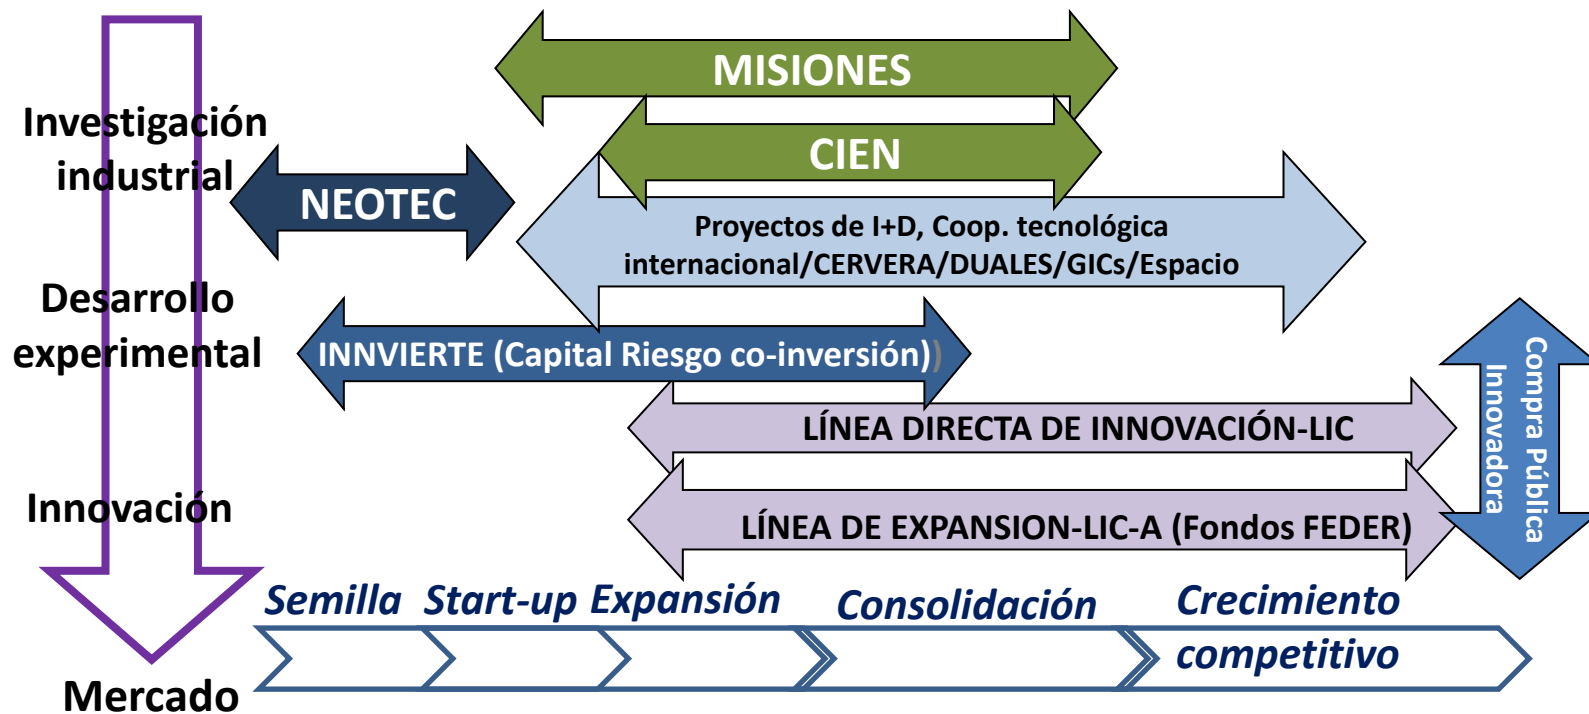 MISIONES
CIEN
Investigación
industrial
NEOTEC
Proyectos de I+D, Coop. tecnológica
internacional/CERVERA/DUALES/GICs/Espacio
Desarrollo
experimental
INNVIERTE (Capital Riesgo co-inversión))
Compra Pública
Innovadora
LÍNEA DIRECTA DE INNOVACIÓN-LIC
Innovación
LÍNEA DE EXPANSION-LIC-A (Fondos FEDER)
Semilla
Start-up
Expansión
Consolidación
Crecimiento
competitivo
Mercado